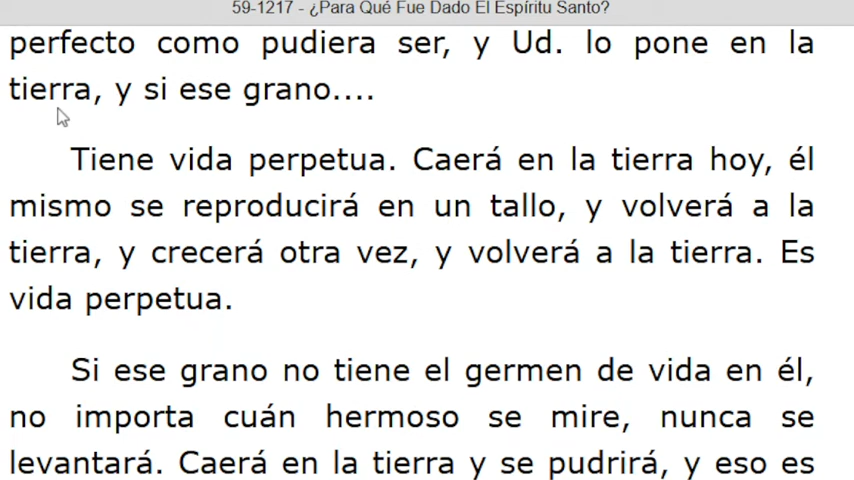 59-1217 - ¿Para Qué Fue Dado El Espíritu Santo?
perfecto como pudiera ser, y Ud. lo pone en la
tierra, y si ese grano....
Tiene vida perpetua. Caerá en la tierra hoy, él
mismo se reproducirá en un tallo, y volverá a la
tierra, y crecerá otra vez, y volverá a la tierra. Es
vida perpetua.
Si ese grano no tiene el germen de vida en él,
no importa cuán hermoso se mire, nunca se
levantará. Caerá en la tierra y se pudrirá, y eso es